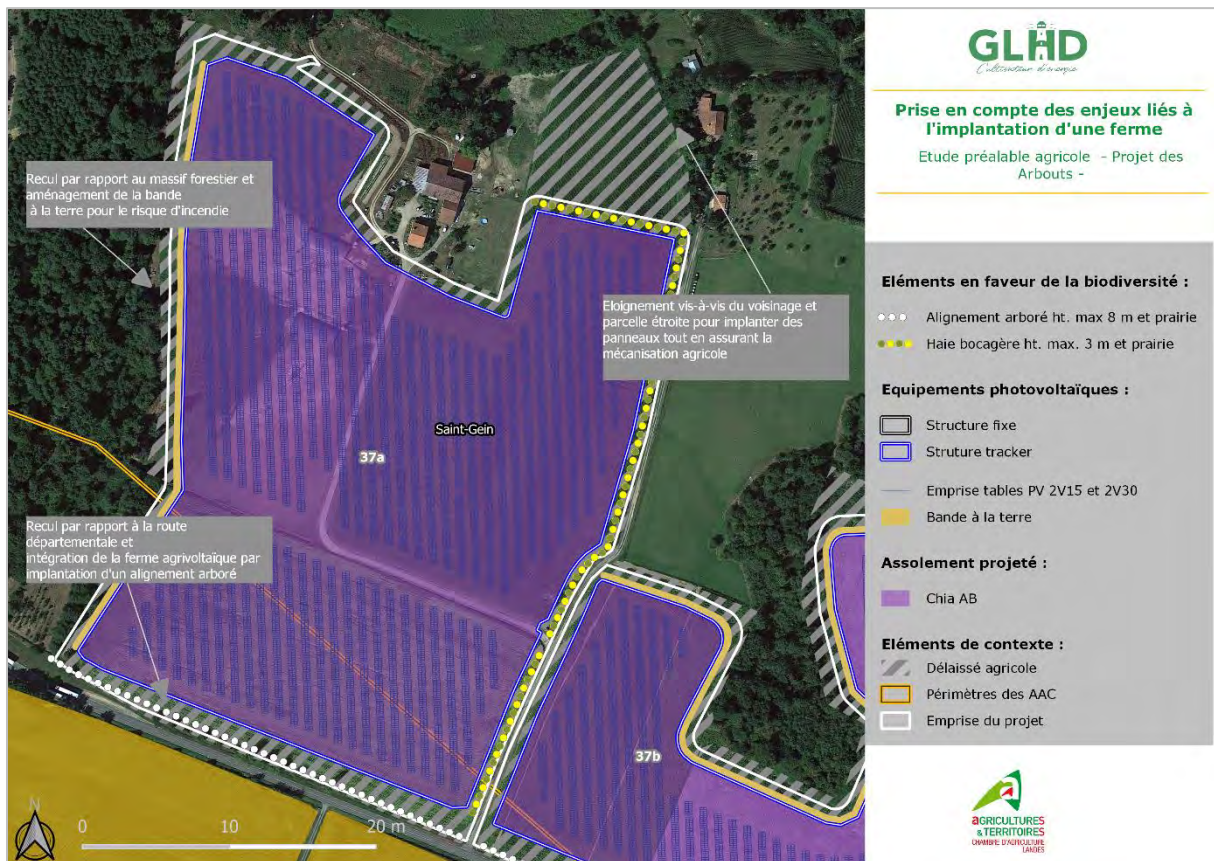 Recul par rapport au massif forestier et
aménagement de la bande
à la terre pour le risque d'incendie
Eloignement vis-à-vis du voisinage et
parcelle étroite pour implanter des
panneaux tout en assurant la
mécanisation agricole
Saint-Gein
37a
Recul par rapport à la route
départementale et
intégration de la ferme agrivoltaïque par
implantation d'un alignement arboré
37b
N
0 10 20 m
GLHD
Cultivateur d'énergie
Prise en compte des enjeux liés à
l'implantation d'une ferme
Etude préalable agricole - Projet des
Arbouts -
Eléments en faveur de la biodiversité :
Alignement arboré ht. max 8 m et prairie
Haie bocagère ht. max. 3 m et prairie
Equipements photovoltaïques :
Structure fixe
Struture tracker
Emprise tables PV 2V15 et 2V30
Bande à la terre
Assolement projeté :
Chia AB
Eléments de contexte :
Délaissé agricole
Périmètres des AAC
Emprise du projet
aGRICULTURES
& TERRITOIRES
CHAMBRE D'AGRICULTURE
LANDES